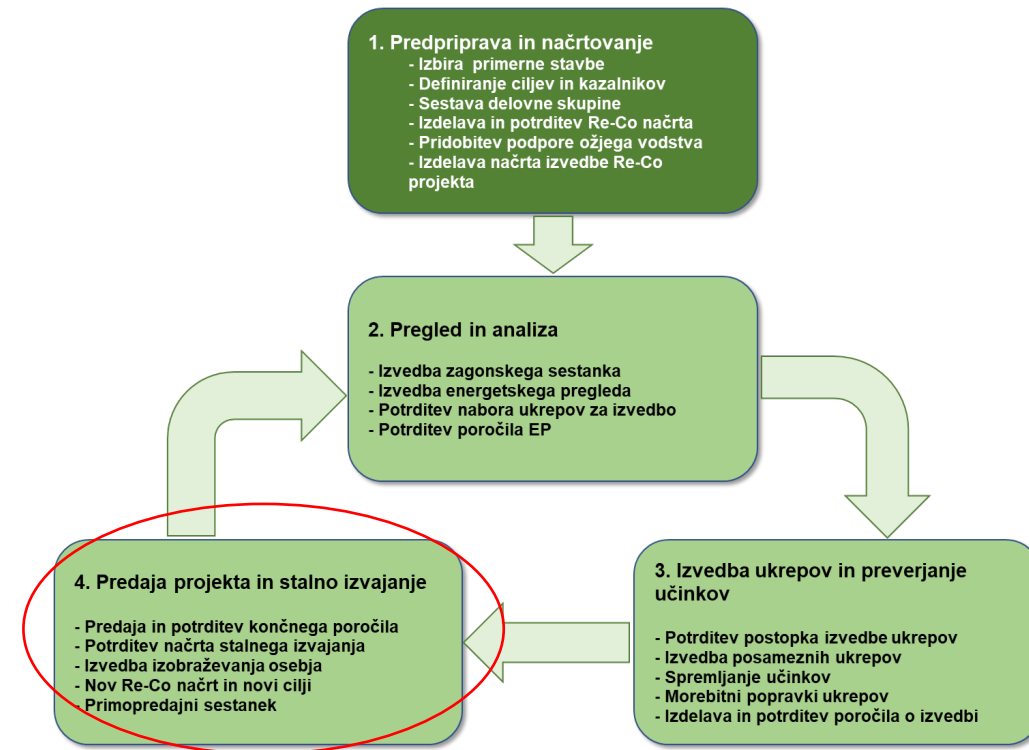 1. Predpriprava in načrtovanje
- Izbira primerne stavbe
- Definiranje ciljev in kazalnikov
- Sestava delovne skupine
- Izdelava in potrditev Re-Co načrta
- Pridobitev podpore ožjega vodstva
- Izdelava načrta izvedbe Re-Co
projekta
2. Pregled in analiza
- Izvedba zagonskega sestanka
- Izvedba energetskega pregleda
- Potrditev nabora ukrepov za izvedbo
- Potrditev poročila EP
3. Izvedba ukrepov in preverjanje
učinkov
- Potrditev postopka izvedbe ukrepov
- Izvedba posameznih ukrepov
- Spremljanje učinkov
- Morebitni popravki ukrepov
- Izdelava in potrditev poročila o izvedbi
4. Predaja projekta in stalno izvajanje
- Predaja in potrditev končnega poročila
- Potrditev načrta stalnega izvajanja
- Izvedba izobraževanja osebja
- Nov Re-Co načrt in novi cilji
- Primopredajni sestanek